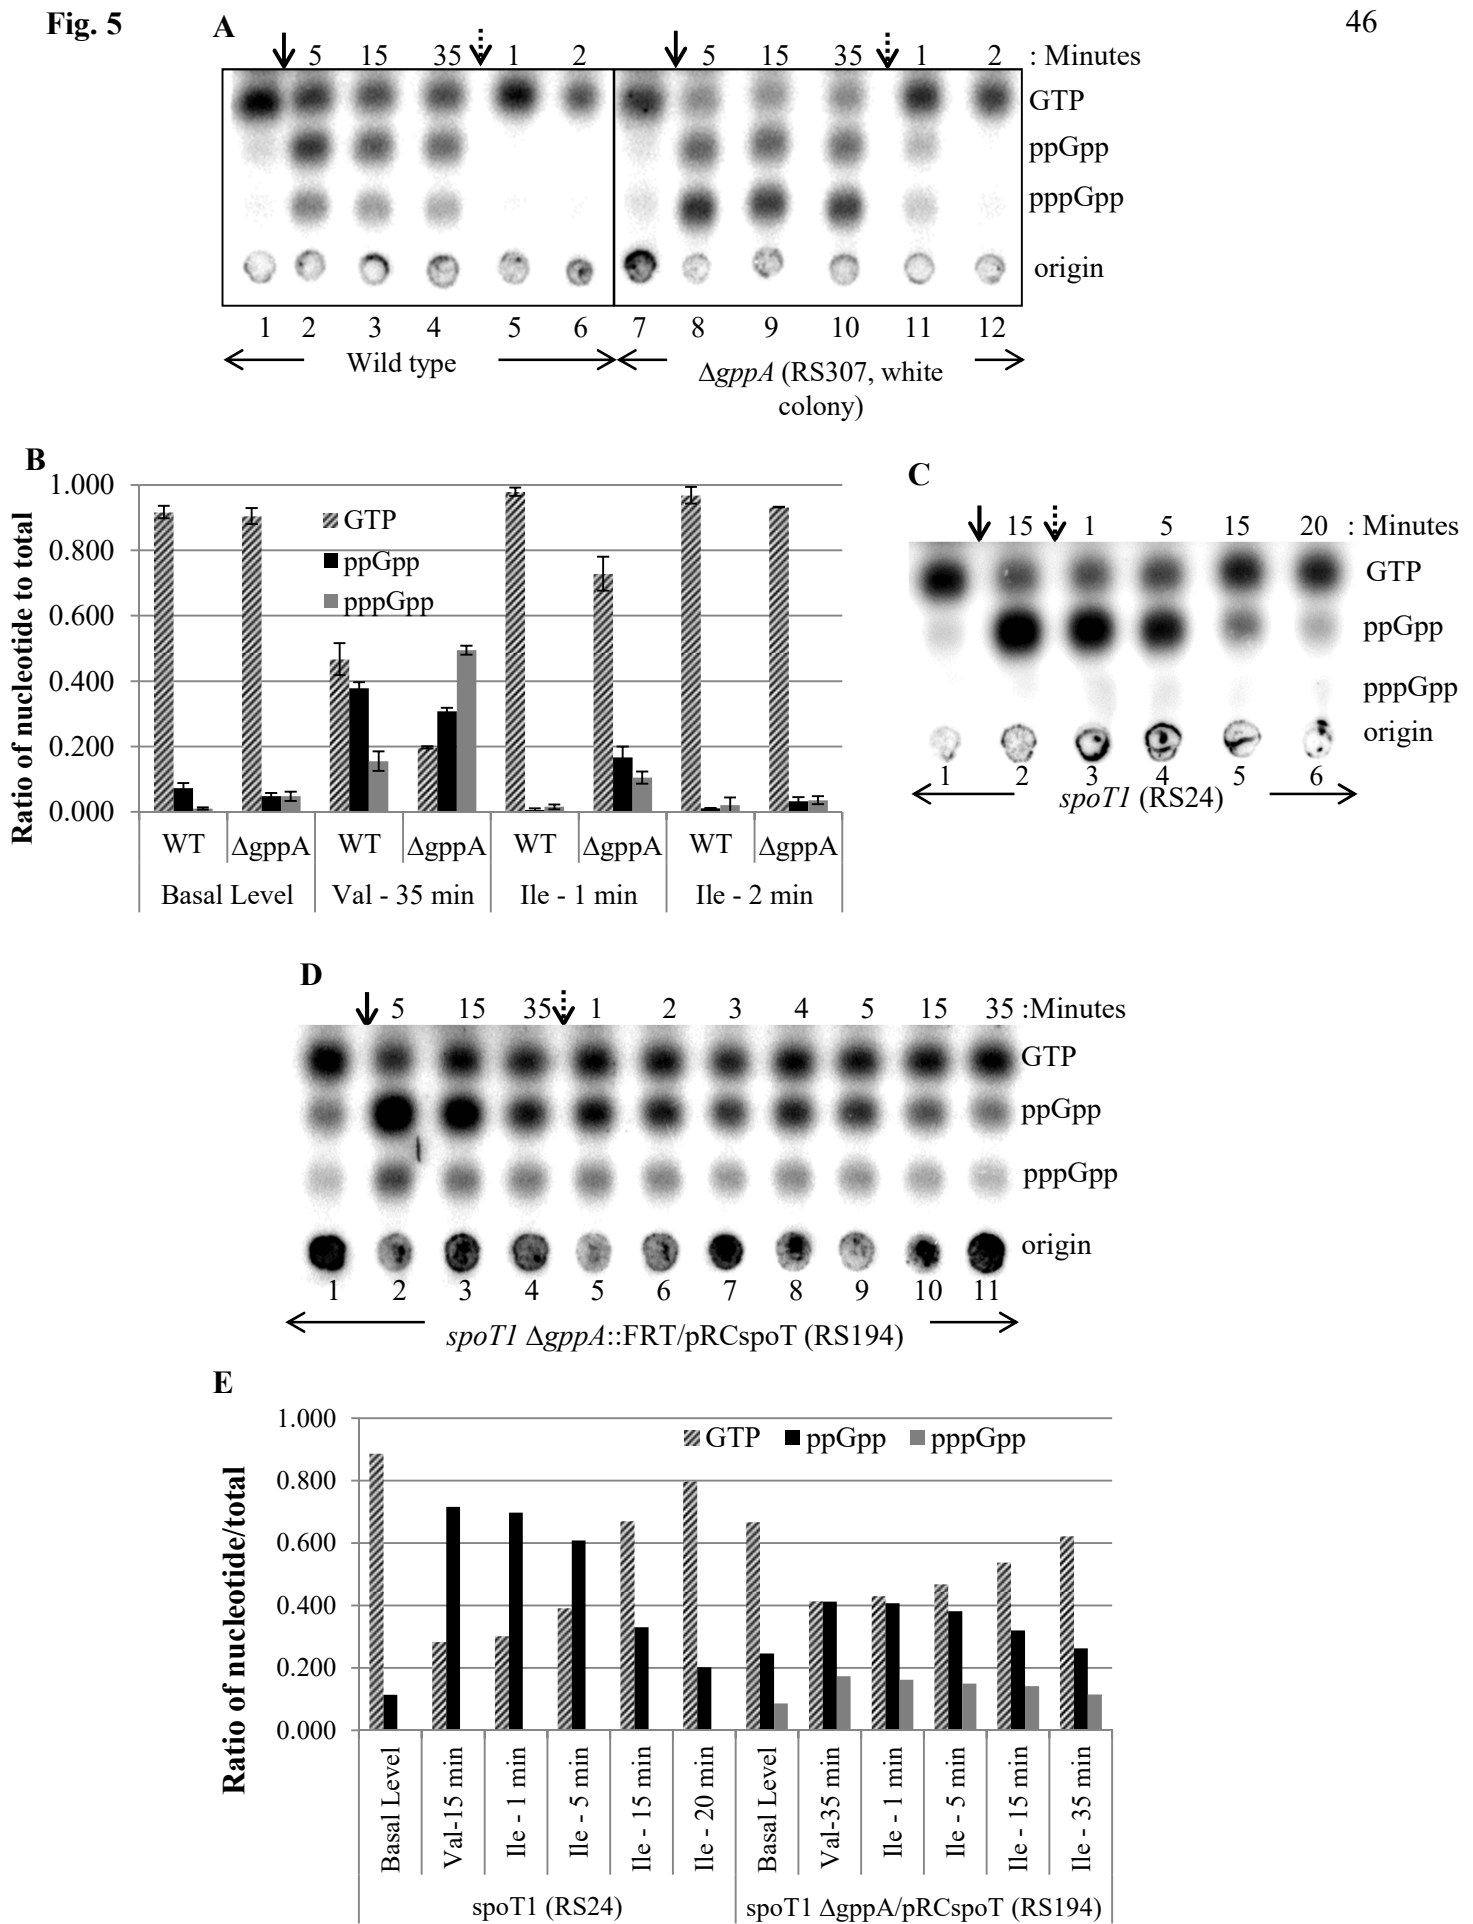 Fig. 5
46
A
5 15 35 1 2 5 15 35 1 2 : Minutes
GTP
ppGpp
pppGpp
origin
1 2 3 4 5 6 7 8 9 10 11 12
Wild type
ΔgppA (RS307, white
colony)
B
Ratio of nucleotide to total
1.000
0.800
0.600
0.400
0.200
0.000
GTP
ppGpp
pppGpp
WT ΔgppA WT ΔgppA WT ΔgppA WT ΔgppA
Basal Level Val - 35 min Ile - 1 min Ile - 2 min
C
15 1 5 15 20 : Minutes
GTP
ppGpp
pppGpp
origin
1 2 3 4 5 6
spoT1 (RS24)
D
5 15 35 1 2 3 4 5 15 35 :Minutes
GTP
ppGpp
pppGpp
origin
1 2 3 4 5 6 7 8 9 10 11
spoT1 ΔgppA::FRT/pRCspoT (RS194)
E
Ratio of nucleotide/total
1.000
0.800
0.600
0.400
0.200
0.000
GTP ppGpp pppGpp
Basal Level
Val-15 min
Ile - 1 min
Ile - 5 min
Ile - 15 min
Ile - 20 min
Basal Level
Val-35 min
Ile - 1 min
Ile - 5 min
Ile - 15 min
Ile - 35 min
spoT1 (RS24) spoT1 ΔgppA/pRCspoT (RS194)